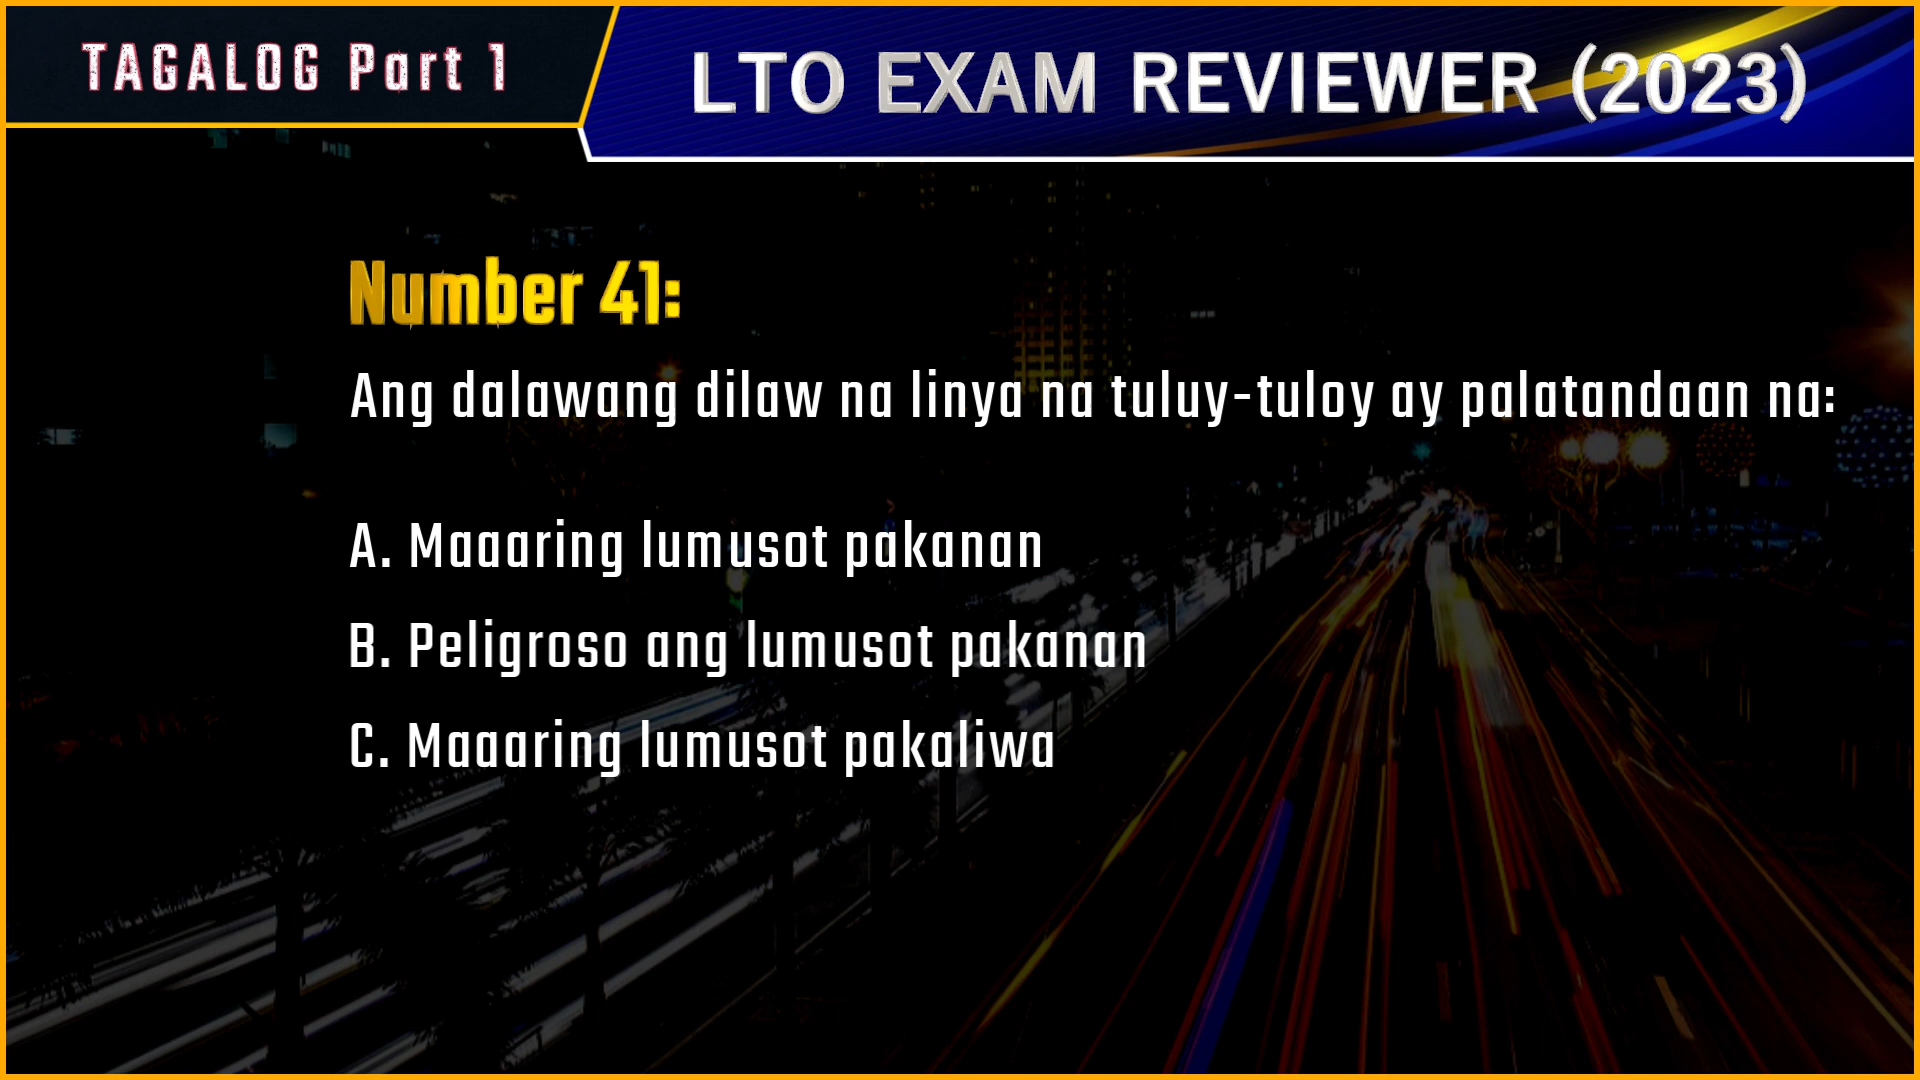 TAGALOG Part 1
LTO EXAM REVIEWER (2023)
Number 41:
Ang dalawang dilaw na linya na tuluy-tuloy ay palatandaan na:
A. Maaaring lumusot pakanan
B. Peligroso ang lumusot pakanan
C. Maaaring lumusot pakaliwa